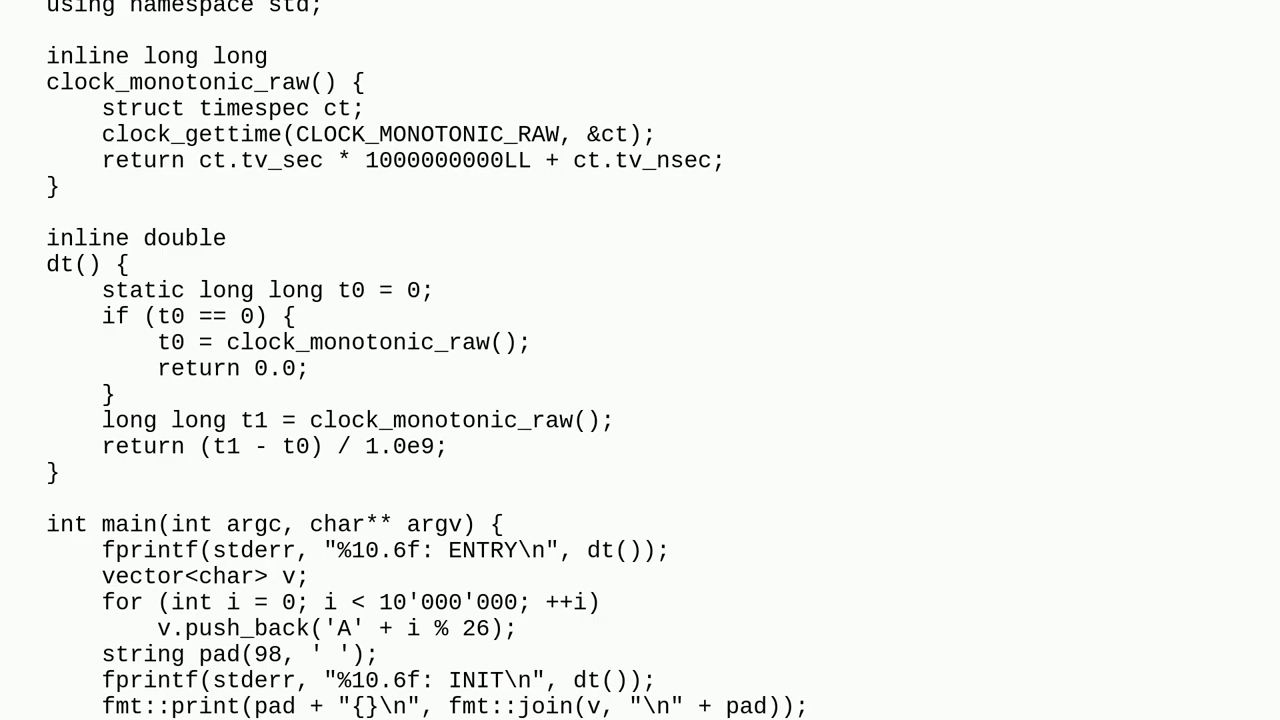 using namespace std;
inline long long
clock_monotonic_raw() {
    struct timespec ct;
    clock_gettime(CLOCK_MONOTONIC_RAW, &ct);
    return ct.tv_sec * 1000000000LL + ct.tv_nsec;
}
inline double
dt() {
    static long long t0 = 0;
    if (t0 == 0) {
        t0 = clock_monotonic_raw();
        return 0.0;
    }
    long long t1 = clock_monotonic_raw();
    return (t1 - t0) / 1.0e9;
}
int main(int argc, char** argv) {
    fprintf(stderr, "%10.6f: ENTRY\n", dt());
    vector<char> v;
    for (int i = 0; i < 10'000'000; ++i)
        v.push_back('A' + i % 26);
    string pad(98, ' ');
    fprintf(stderr, "%10.6f: INIT\n", dt());
    fmt::print(pad + "{}\n", fmt::join(v, "\n" + pad));